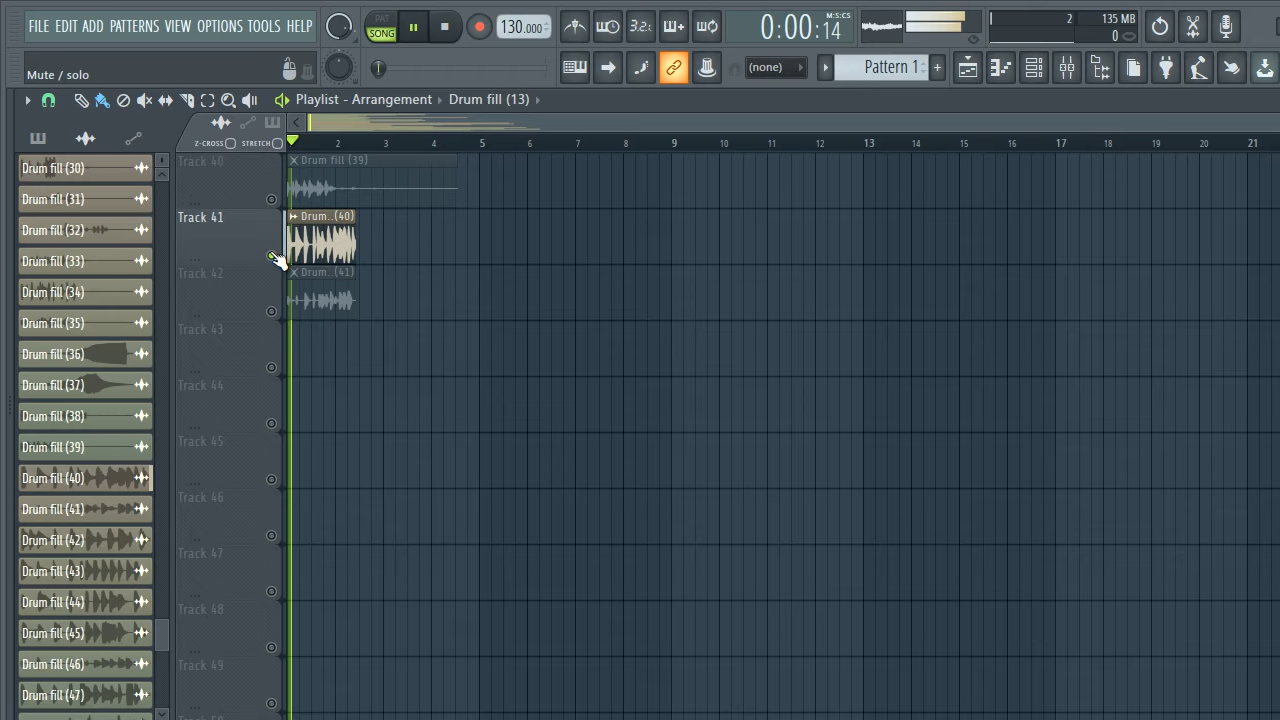 FILE EDIT ADD PATTERNS VIEW OPTIONS TOOLS HELP
PAT
SONG
130.000
3.2.
0:00:14
M:S:CS
2
135 MB
0
Mute / solo
(none)
Pattern 1
+
Playlist - Arrangement › Drum fill (13) ›
Z-CROSS
STRETCH
2
3
4
5
6
7
8
9
10
11
12
13
14
15
16
17
18
19
20
21
Drum fill (30)
Drum fill (31)
Drum fill (32)
Drum fill (33)
Drum fill (34)
Drum fill (35)
Drum fill (36)
Drum fill (37)
Drum fill (38)
Drum fill (39)
Drum fill (40)
Drum fill (41)
Drum fill (42)
Drum fill (43)
Drum fill (44)
Drum fill (45)
Drum fill (46)
Drum fill (47)
Track 40
Drum fill (39)
Track 41
Drum..(40)
Track 42
Drum..(41)
Track 43
Track 44
Track 45
Track 46
Track 47
Track 48
Track 49